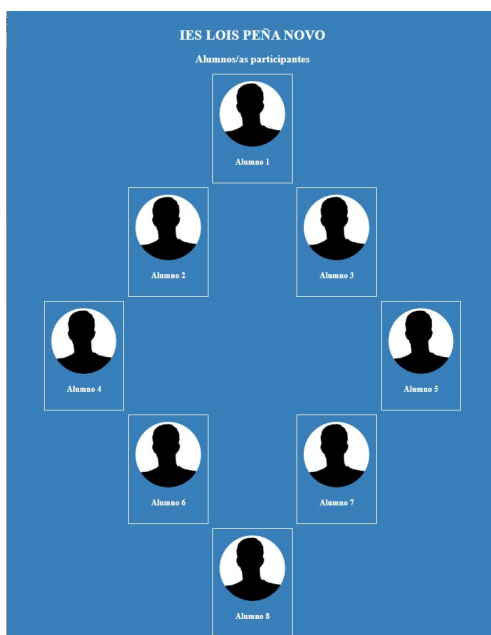 IES LOIS PEÑA NOVO
Alumnos/as participantes
Alumno 1
Alumno 2
Alumno 3
Alumno 4
Alumno 5
Alumno 6
Alumno 7
Alumno 8